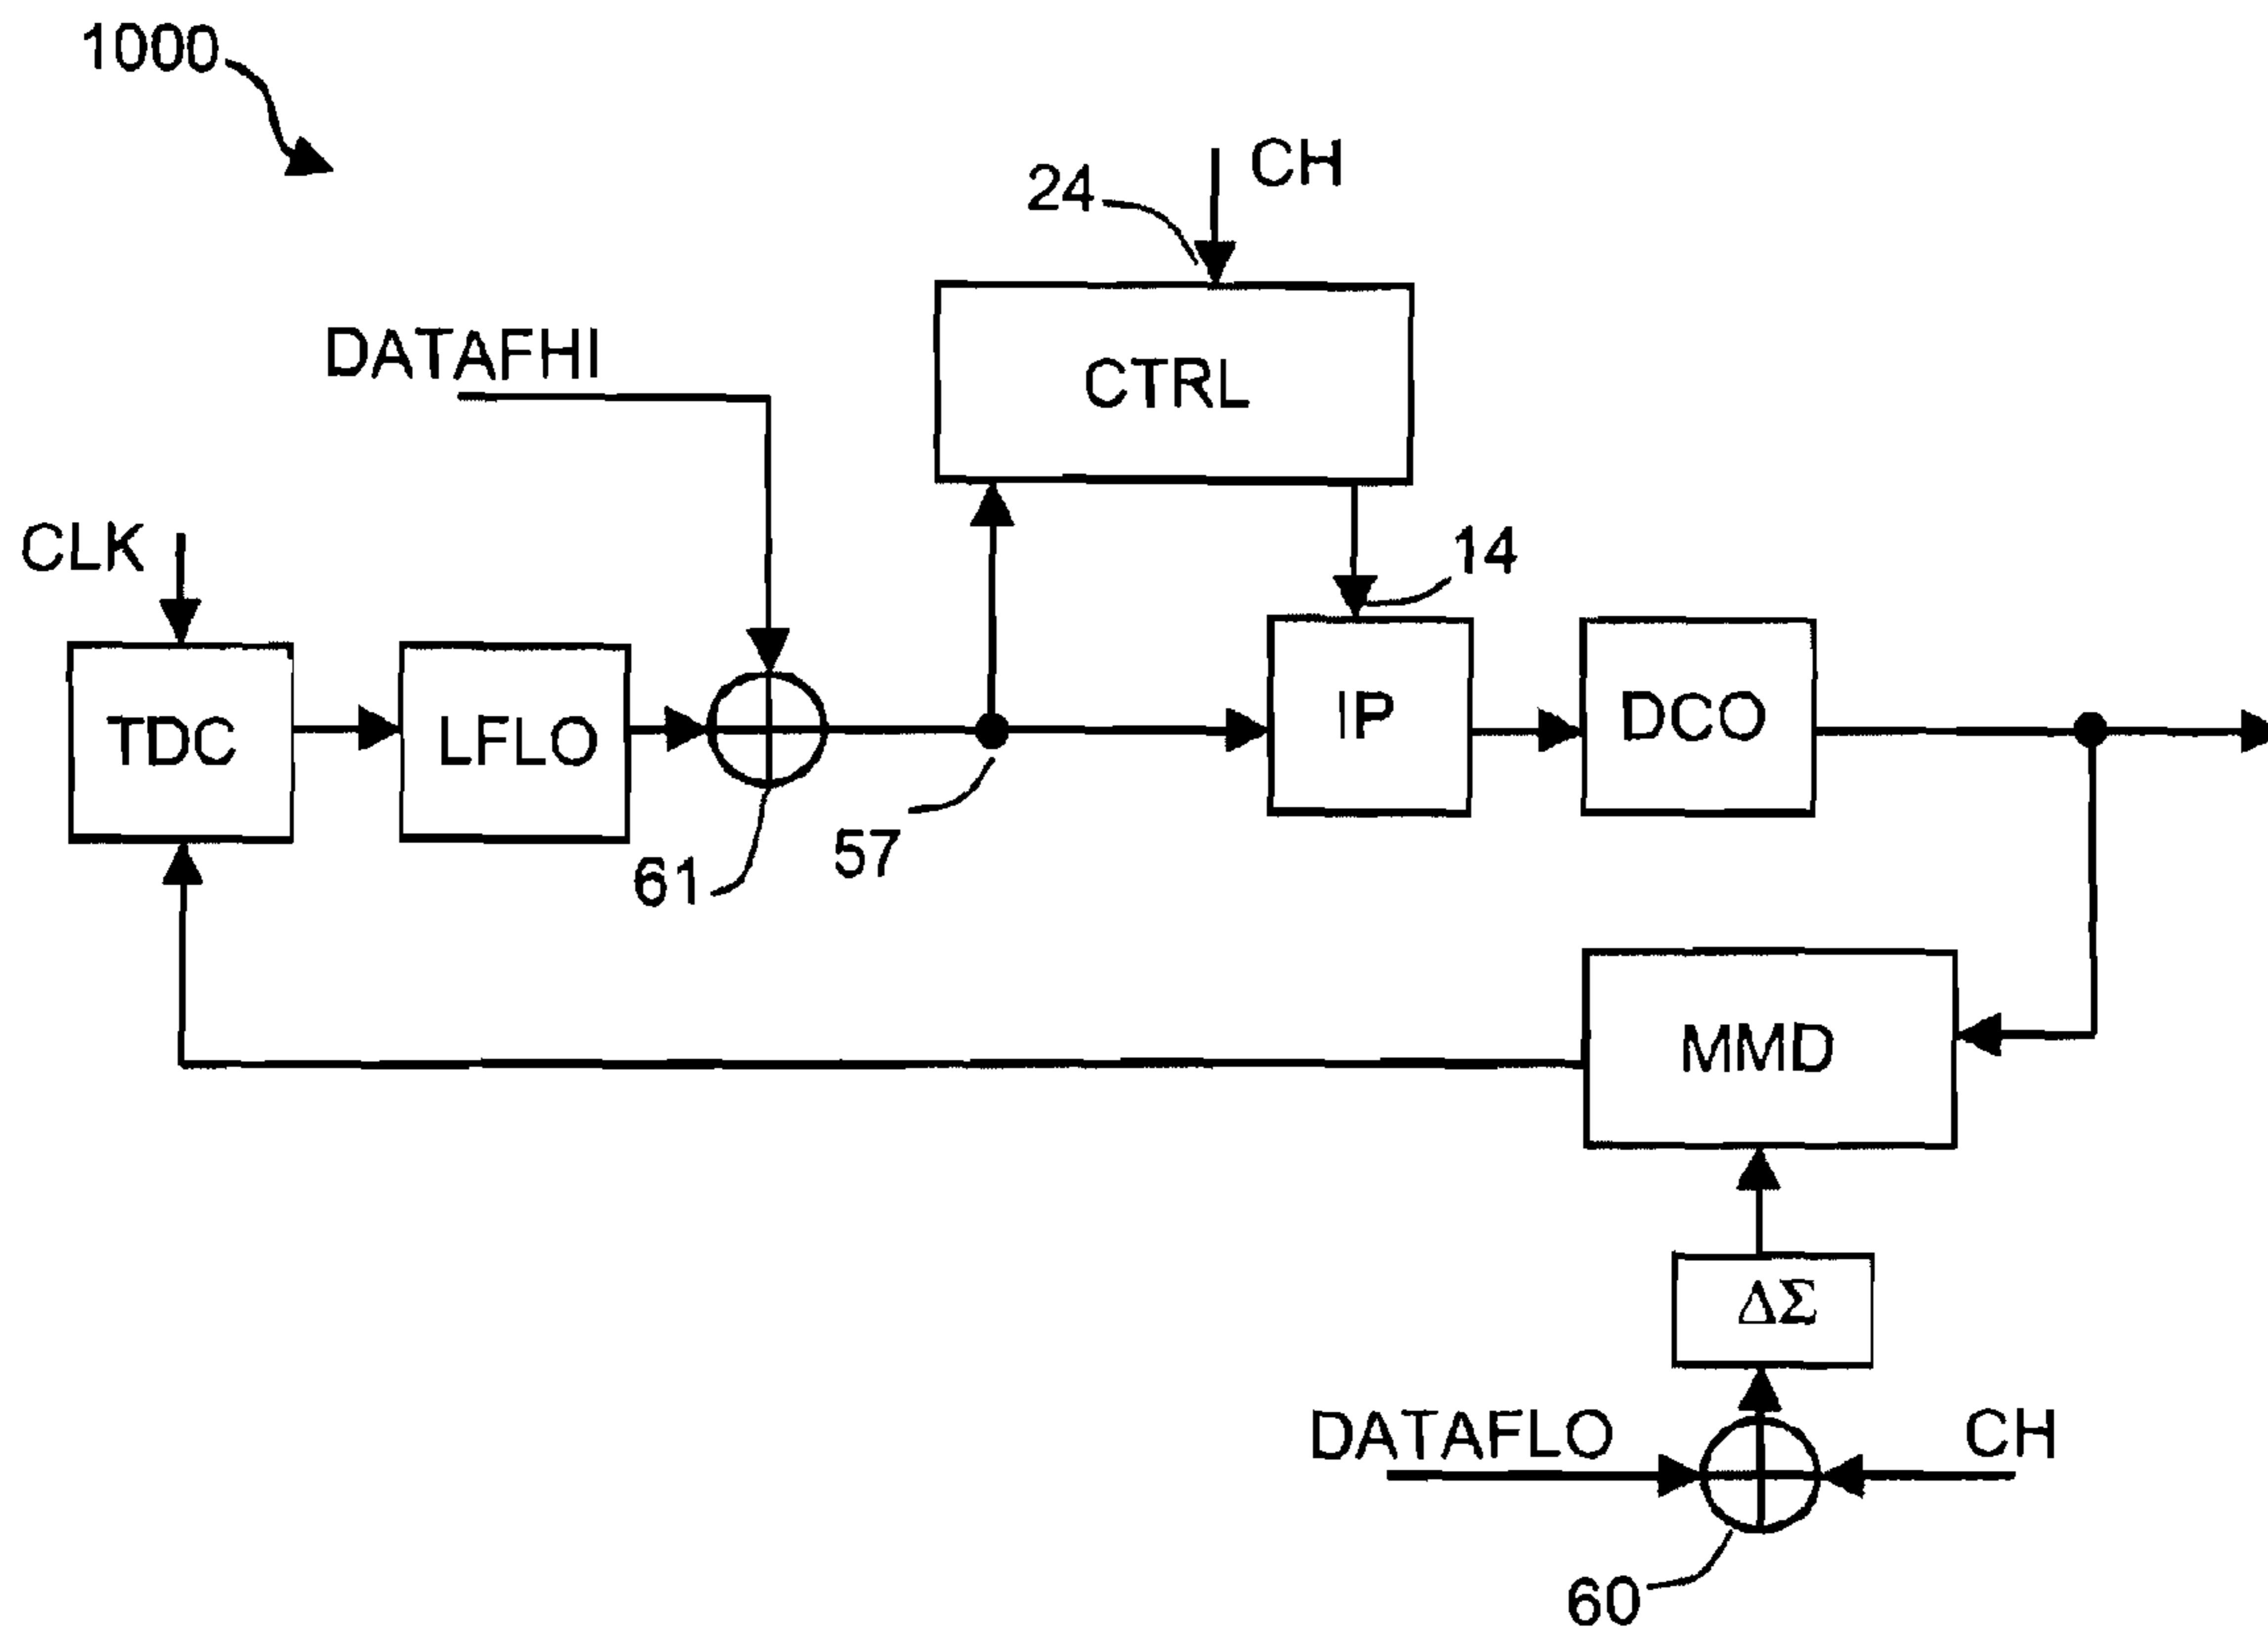 1000
24
CH
DATAFHI
CTRL
CLK
14
TDC
LFLO
IP
DCO
61
57
MMD
ΔΣ
DATAFLO
CH
60